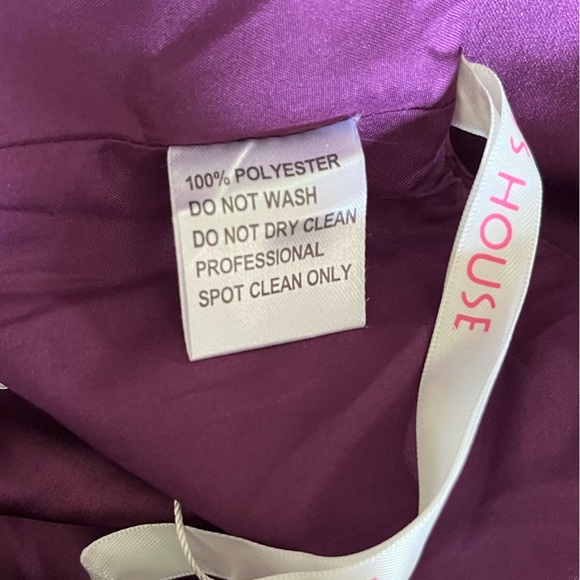 100% POLYESTER
DO NOT WASH
DO NOT DRY CLEAN
PROFESSIONAL
SPOT CLEAN ONLY
S HOUSE